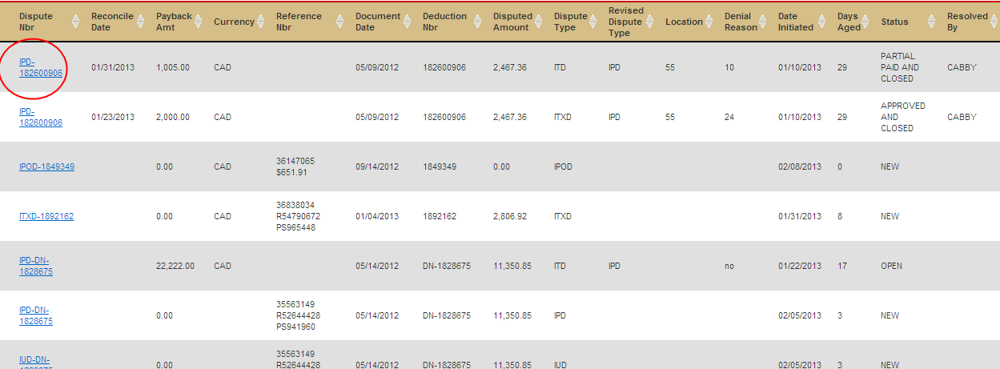 Dispute Nbr Reconcile Date Payback Amt Currency Reference Nbr Document Date Deduction Nbr Disputed Amount Dispute Type Revised Dispute Type Location Denial Reason Date Initiated Days Aged Status Resolved By
IPD-182600906 01/31/2013 1,005.00 CAD 05/09/2012 182600906 2,467.36 ITD IPD 55 10 01/10/2013 29 PARTIAL PAID AND CLOSED CABBY
IPD-182600906 01/23/2013 2,000.00 CAD 05/09/2012 182600906 2,467.36 ITXD IPD 55 24 01/10/2013 29 APPROVED AND CLOSED CABBY
IPOD-1849349 0.00 CAD 36147065 $651.91 09/14/2012 1849349 0.00 IPOD 02/08/2013 0 NEW
ITXD-1892162 0.00 CAD 36838034 R54790672 PS965448 01/04/2013 1892162 2,806.92 ITXD 01/31/2013 8 NEW
IPD-DN-1828675 22,222.00 CAD 05/14/2012 DN-1828675 11,350.85 ITD IPD no 01/22/2013 17 OPEN
IPD-DN-1828675 0.00 35563149 R52644428 PS941960 05/14/2012 DN-1828675 11,350.85 IPD 02/05/2013 3 NEW
IUD-DN- 0.00 35563149 R52644428 05/14/2012 DN-1828675 11,350.85 IUD 02/05/2013 3 NEW